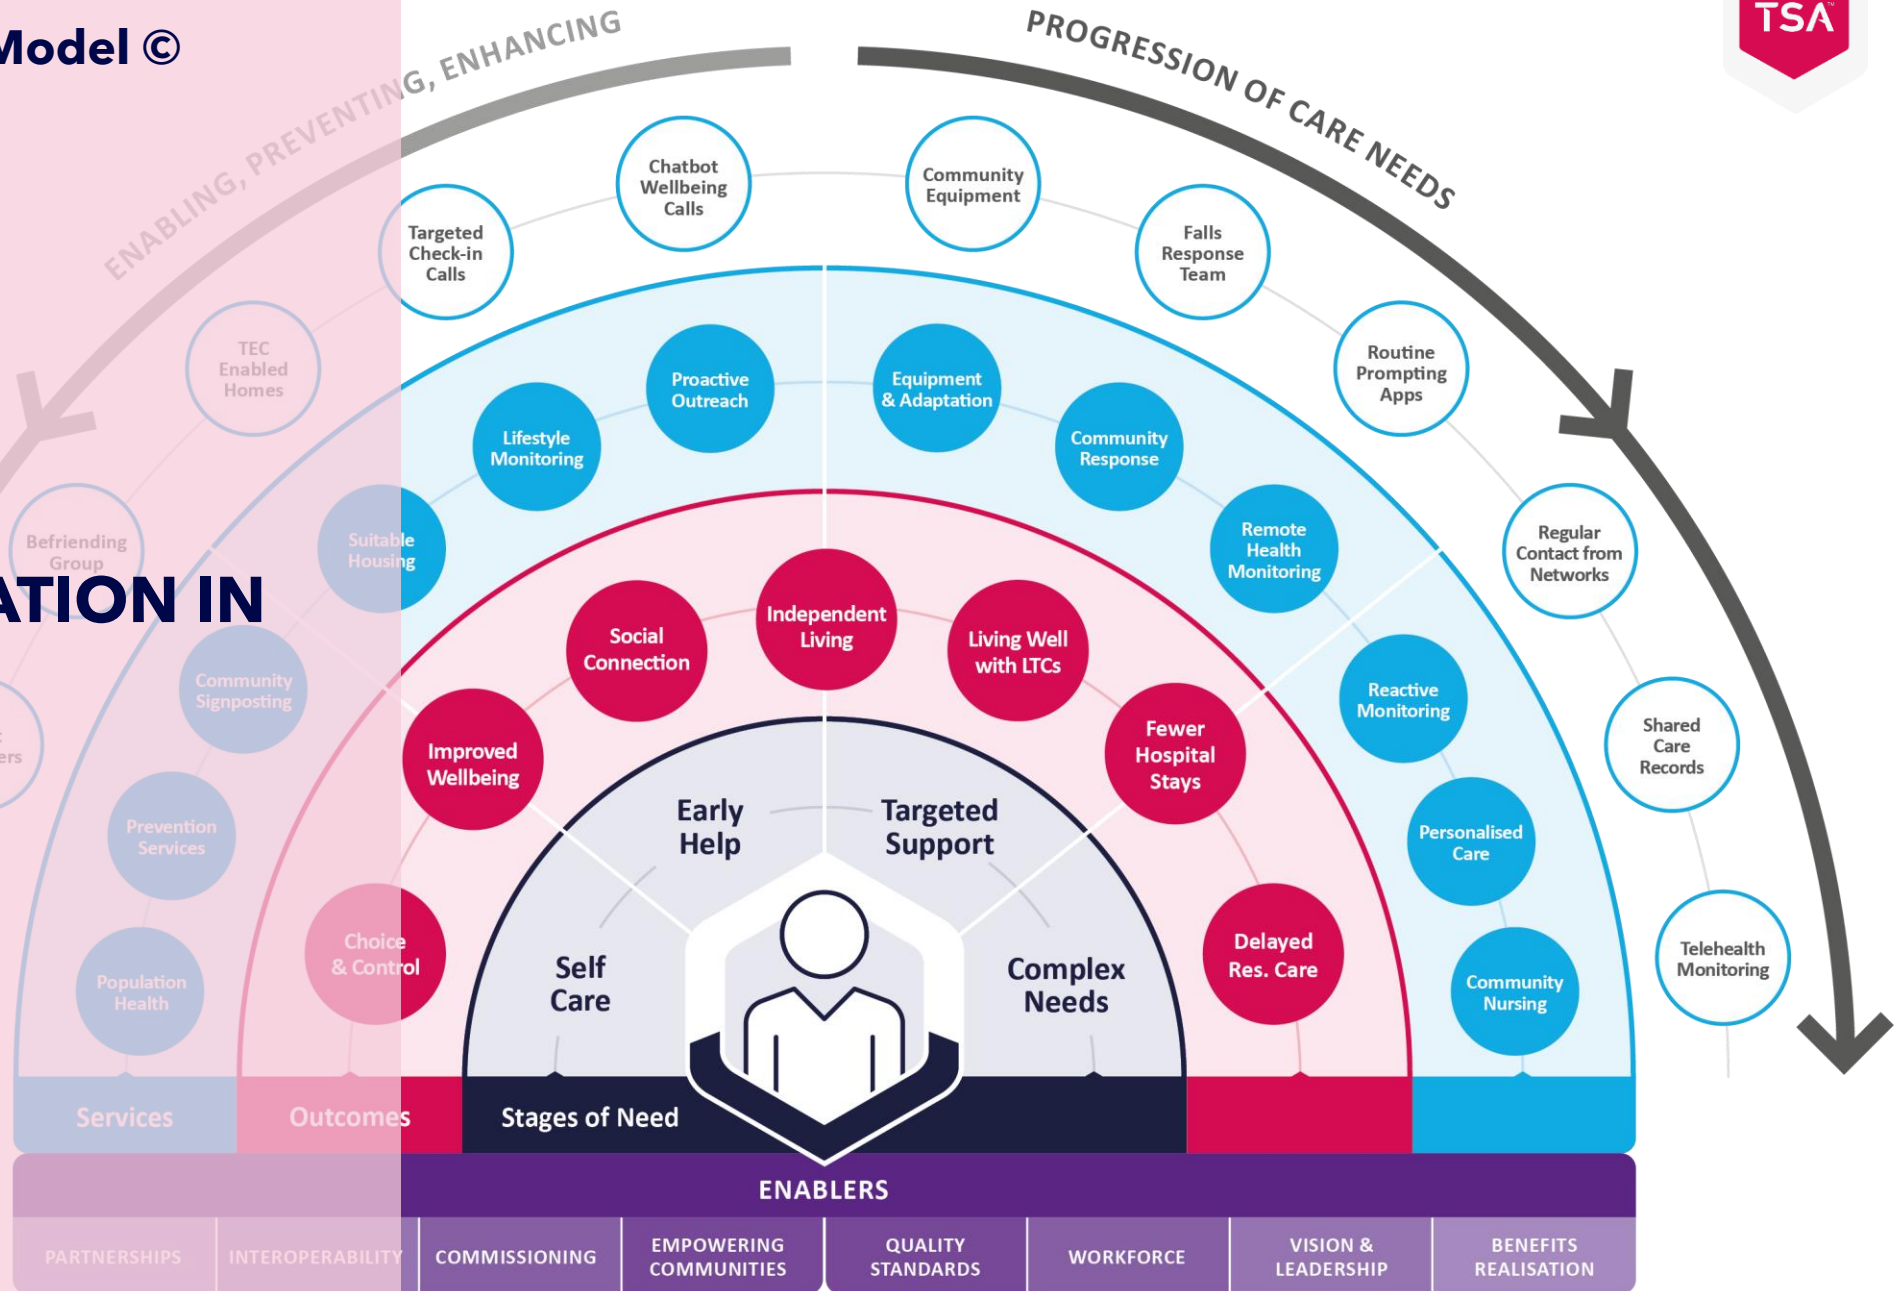 Model ©
ATION IN
TSA
ENABLING, PREVENTING, ENHANCING
PROGRESSION OF CARE NEEDS
Befriending
Group
TEC
Enabled
Homes
Targeted
Check-in
Calls
Chatbot
Wellbeing
Calls
Community
Equipment
Falls
Response
Team
Routine
Prompting
Apps
Regular
Contact from
Networks
Shared
Care
Records
Telehealth
Monitoring
Population
Health
Prevention
Services
Community
Signposting
Suitable
Housing
Lifestyle
Monitoring
Proactive
Outreach
Equipment
& Adaptation
Community
Response
Remote
Health
Monitoring
Reactive
Monitoring
Personalised
Care
Community
Nursing
Choice
& Control
Improved
Wellbeing
Social
Connection
Independent
Living
Living Well
with LTCs
Fewer
Hospital
Stays
Delayed
Res. Care
Self
Care
Early
Help
Targeted
Support
Complex
Needs
Services
Outcomes
Stages of Need
ENABLERS
PARTNERSHIPS
INTEROPERABILITY
COMMISSIONING
EMPOWERING
COMMUNITIES
QUALITY
STANDARDS
WORKFORCE
VISION &
LEADERSHIP
BENEFITS
REALISATION